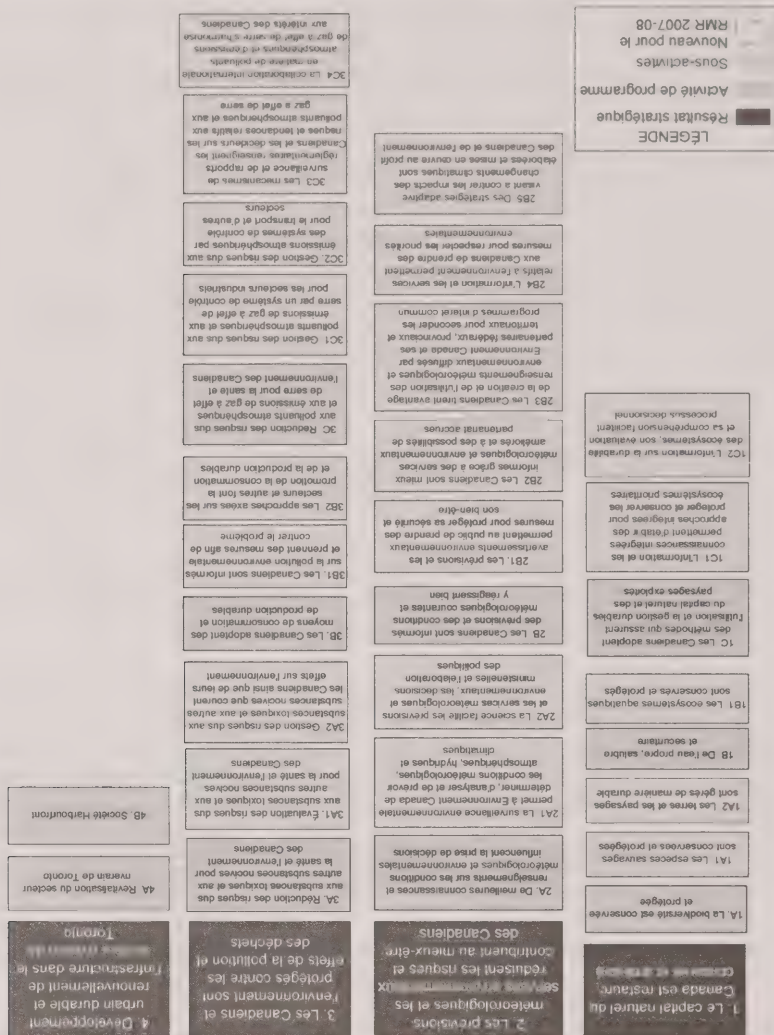 1. Le capital naturel du
Canada est restauré,
1A. La biodiversité est conservée
et protégée
1A1 Les espèces sauvages
sont conservées et protégées
1A2 Les terres et les paysages
sont gérés de manière durable
1B De l'eau propre, salubre
et sécuritaire
1B1 Les écosystèmes aquatiques
sont conservés et protégés
1C Les Canadiens adoptent
des méthodes qui assurent
l'utilisation et la gestion durables
du capital naturel et des
paysages exploités
1C1 L'information et les
connaissances intégrées
permettent d'établir des
approches intégrées pour
protéger et conserver les
écosystèmes prioritaires
1C2 L'information sur la durabilité
des écosystèmes, son évaluation
et sa compréhension facilitent
processus décisionnel
2. Les prévisions
météorologiques et les
réduisent les risques et
contribuent au mieux-être
des Canadiens
2A. De meilleures connaissances et
renseignements sur les conditions
météorologiques et environnementales
influencent la prise de décisions
2A1 La surveillance environnementale
permet à Environnement Canada de
déterminer, d'analyser et de prévoir
les conditions météorologiques,
atmosphériques, hydriques et
climatiques
2A2 La science facilite les prévisions
et les services météorologiques et
environnementaux, les décisions
ministérielles et l'élaboration
des politiques
2B Les Canadiens sont informés
des prévisions et des conditions
météorologiques courantes et
y réagissent bien
2B1. Les prévisions et les
avertissements environnementaux
permettent au public de prendre des
mesures pour protéger sa sécurité et
son bien-être
2B2 Les Canadiens sont mieux
informés grâce à des services
météorologiques et environnementaux
améliorés et à des possibilités de
partenariat accrues
2B3 Les Canadiens tirent avantage
de la création et de l'utilisation des
renseignements météorologiques et
environnementaux diffusés par
Environnement Canada et ses
partenaires fédéraux, provinciaux et
territoriaux pour seconder les
programmes d'intérêt commun
2B4 L'information et les services
relatifs à l'environnement permettent
aux Canadiens de prendre des
mesures pour respecter les priorités
environnementales
2B5 Des stratégies adaptive
visant à contrer les impacts des
changements climatiques sont
élaborées et mises en œuvre au profit
des Canadiens et de l'environnement
3. Les Canadiens et
l'environnement sont
protégés contre les
effets de la pollution et
des déchets
3A. Réduction des risques dus
aux substances toxiques et aux
autres substances nocives pour
la santé et l'environnement
des Canadiens
3A1. Évaluation des risques dus
aux substances toxiques et aux
autres substances nocives
pour la santé et l'environnement
des Canadiens
3A2 Gestion des risques dus aux
substances toxiques et aux autres
substances nocives que courent
les Canadiens ainsi que de leurs
effets sur l'environnement
3B. Les Canadiens adoptent des
moyens de consommation et
de production durables
3B1. Les Canadiens sont informés
sur la pollution environnementale
et prennent des mesures afin de
contrer le problème
3B2 Les approches axées sur les
secteurs et autres font la
promotion de la consommation
et de la production durables
3C Réduction des risques dus
aux polluants atmosphériques
et aux émissions de gaz à effet
de serre pour la santé et
l'environnement des Canadiens
3C1 Gestion des risques dus aux
polluants atmosphériques et aux
émissions de gaz à effet de
serre par un système de contrôle
pour les secteurs industriels
3C2. Gestion des risques dus aux
émissions atmosphériques par
des systèmes de contrôle
pour le transport et d'autres
secteurs
3C3 Les mécanismes de
surveillance et de rapports
réglementaires renseignent les
Canadiens et les décideurs sur les
risques et tendances relatifs aux
polluants atmosphériques et aux
gaz à effet de serre
3C4 La collaboration internationale
en matière de polluants
atmosphériques et d'émissions
de gaz à effet de serre s'harmonise
aux intérêts des Canadiens
4. Développement
urbain durable et
renouvellement de
l'infrastructure dans le
Toronto
4A Revitalisation du secteur
riverain de Toronto
4B. Société Harbourfront
LÉGENDE
Résultat stratégique
Activité de programme
Sous-activités
Nouveau pour le
RMR 2007-08